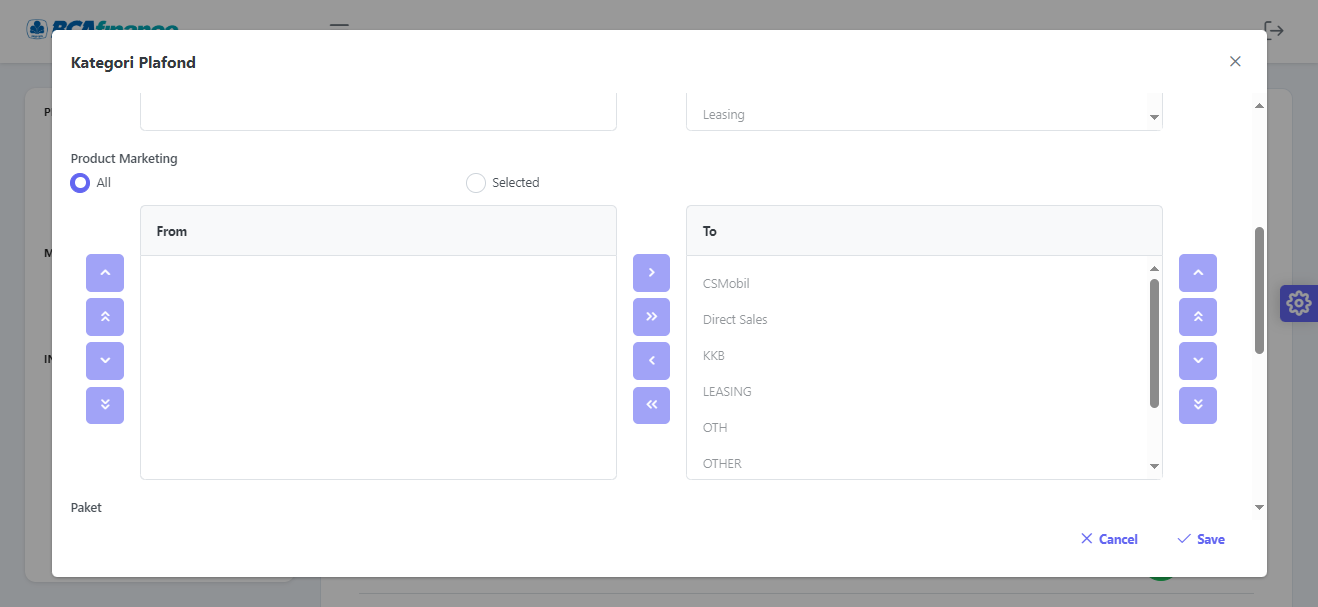 BCAfinance
Kategori Plafond
Leasing
Product Marketing
All
Selected
From
To
CSMobil
Direct Sales
KKB
LEASING
OTH
OTHER
Paket
Cancel
Save